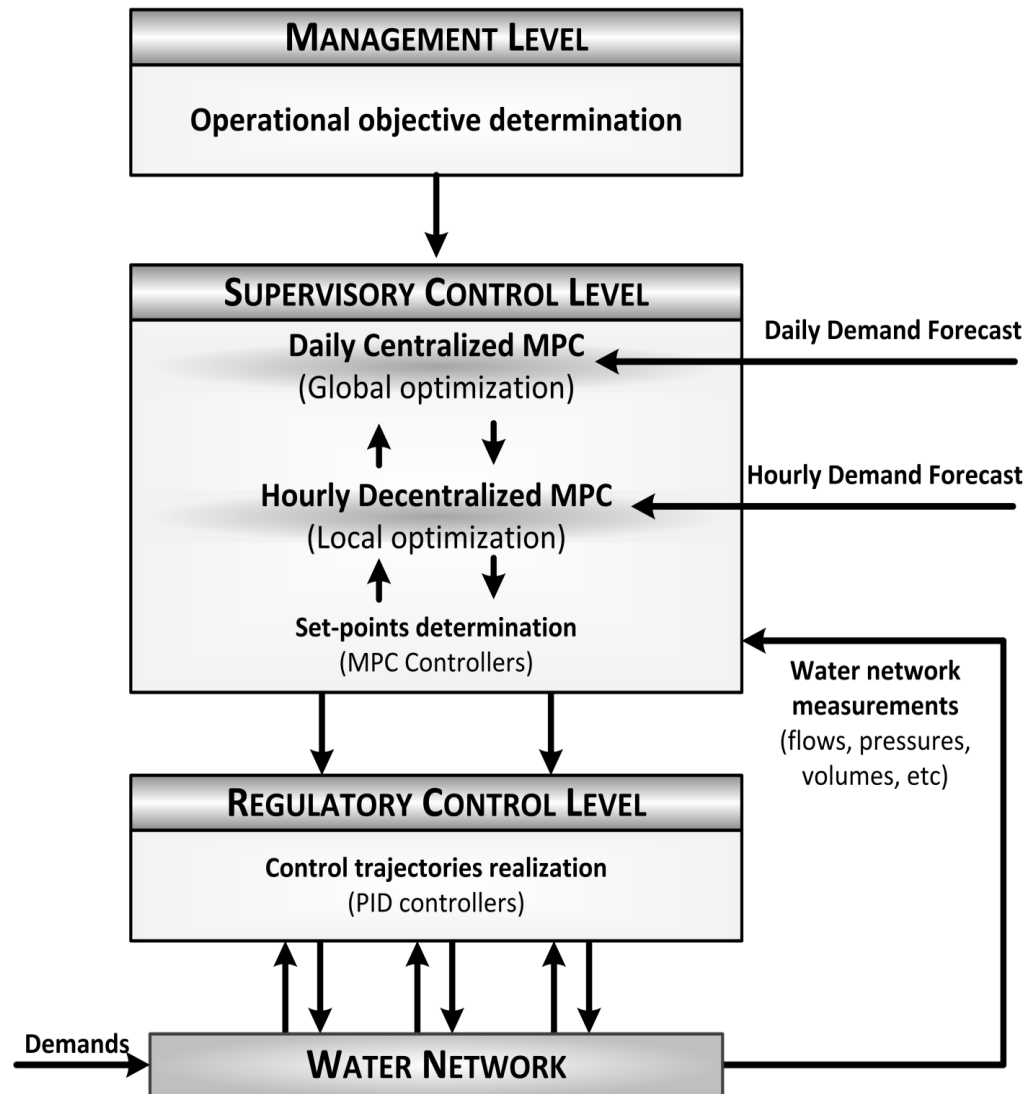 MANAGEMENT LEVEL
Operational objective determination
SUPERVISORY CONTROL LEVEL
Daily Centralized MPC
(Global optimization)
Daily Demand Forecast
Hourly Decentralized MPC
(Local optimization)
Hourly Demand Forecast
Set-points determination
(MPC Controllers)
Water network
measurements
(flows, pressures,
volumes, etc)
REGULATORY CONTROL LEVEL
Control trajectories realization
(PID controllers)
Demands
WATER NETWORK